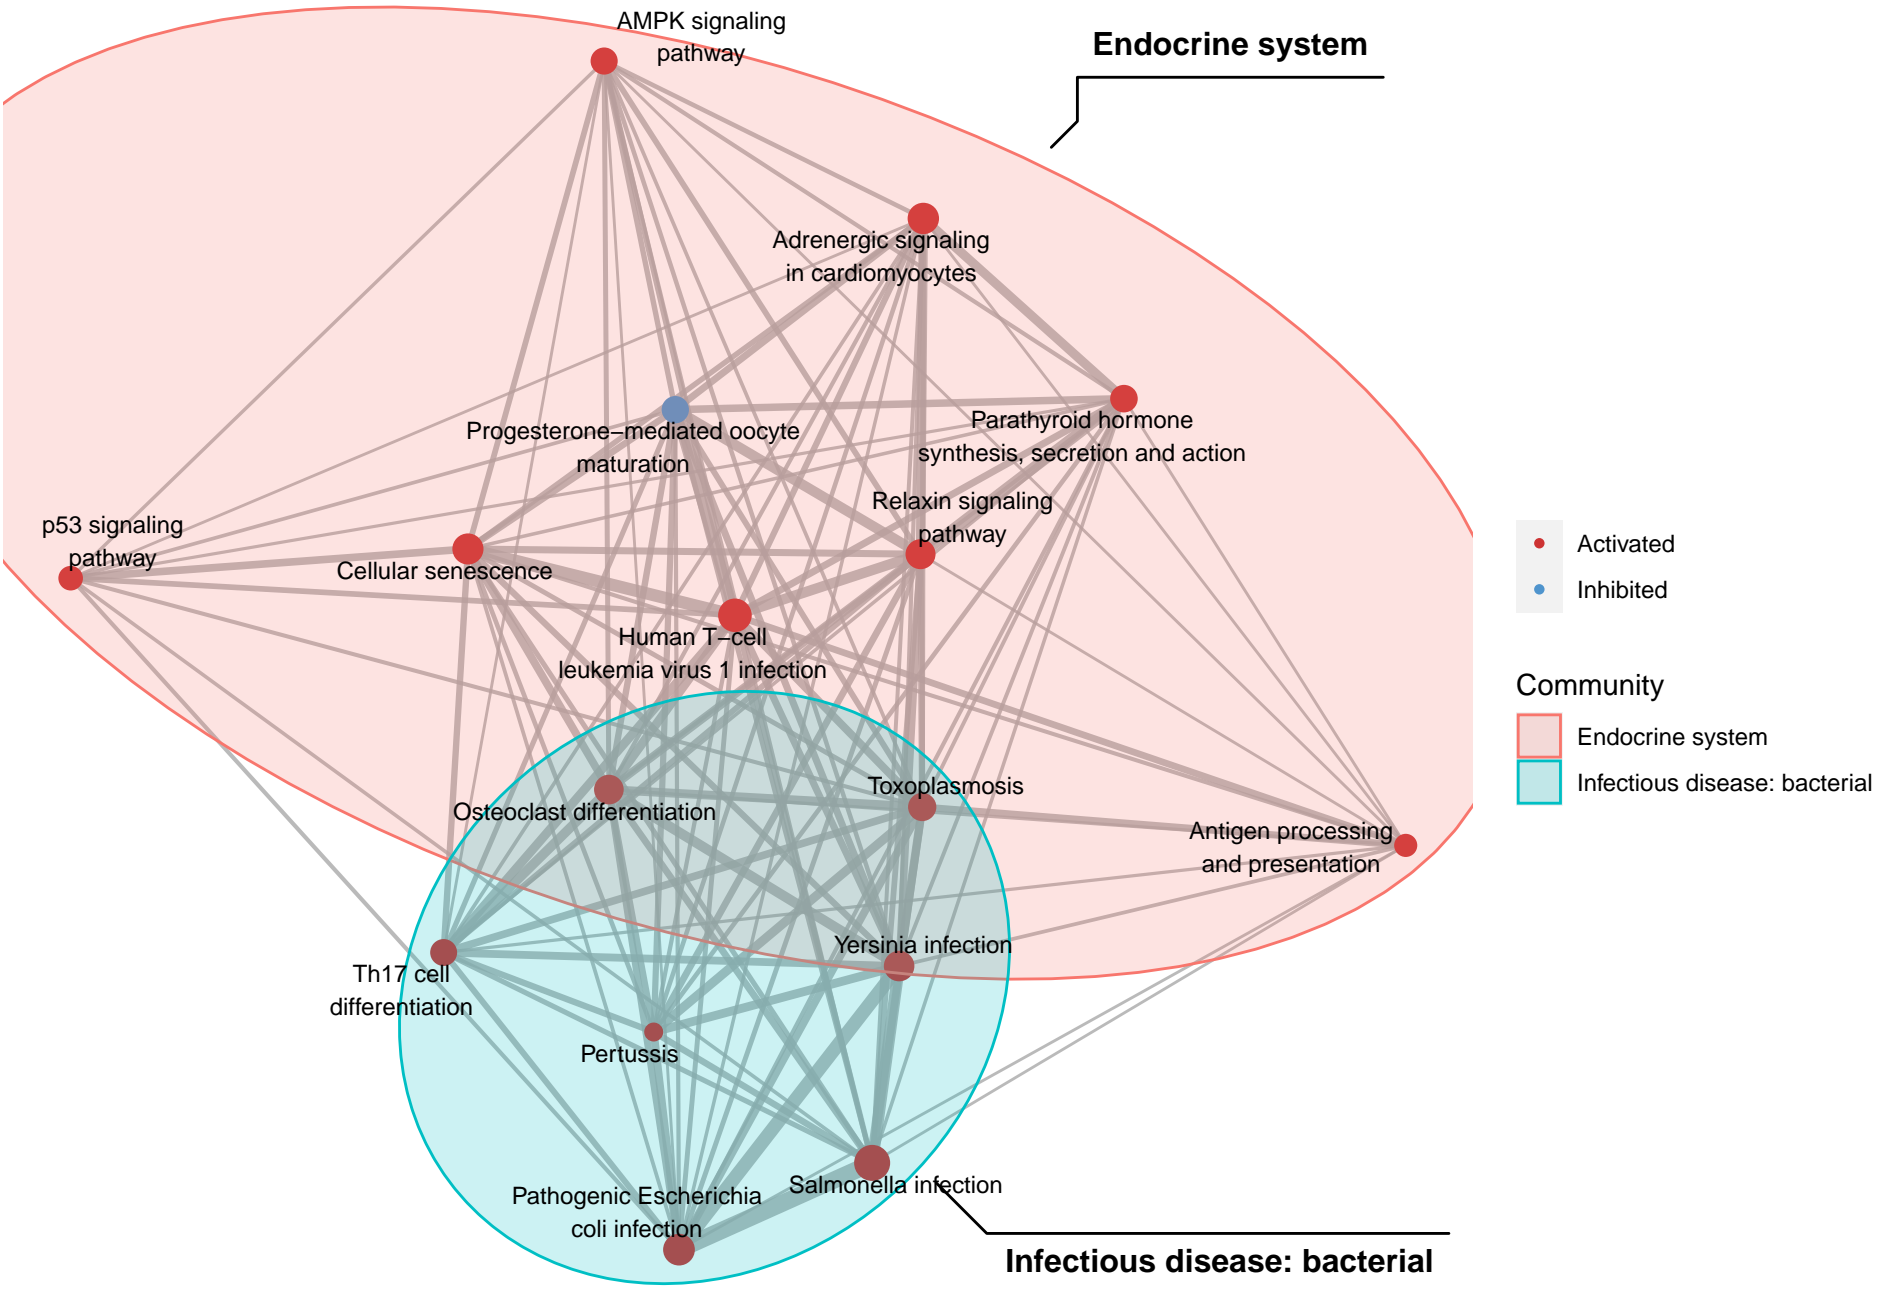 AMPK signaling
pathway
Endocrine system
Adrenergic signaling
in cardiomyocytes
Progesterone−mediated oocyte
maturation
Parathyroid hormone
synthesis, secretion and action
Relaxin signaling
pathway
p53 signaling
pathway
Cellular senescence
Human T−cell
leukemia virus 1 infection
Activated
Inhibited
Community
Endocrine system
Infectious disease: bacterial
Toxoplasmosis
Osteoclast differentiation
Antigen processing
and presentation
Yersinia infection
Th17 cell
differentiation
Pertussis
Salmonella infection
Pathogenic Escherichia
coli infection
Infectious disease: bacterial